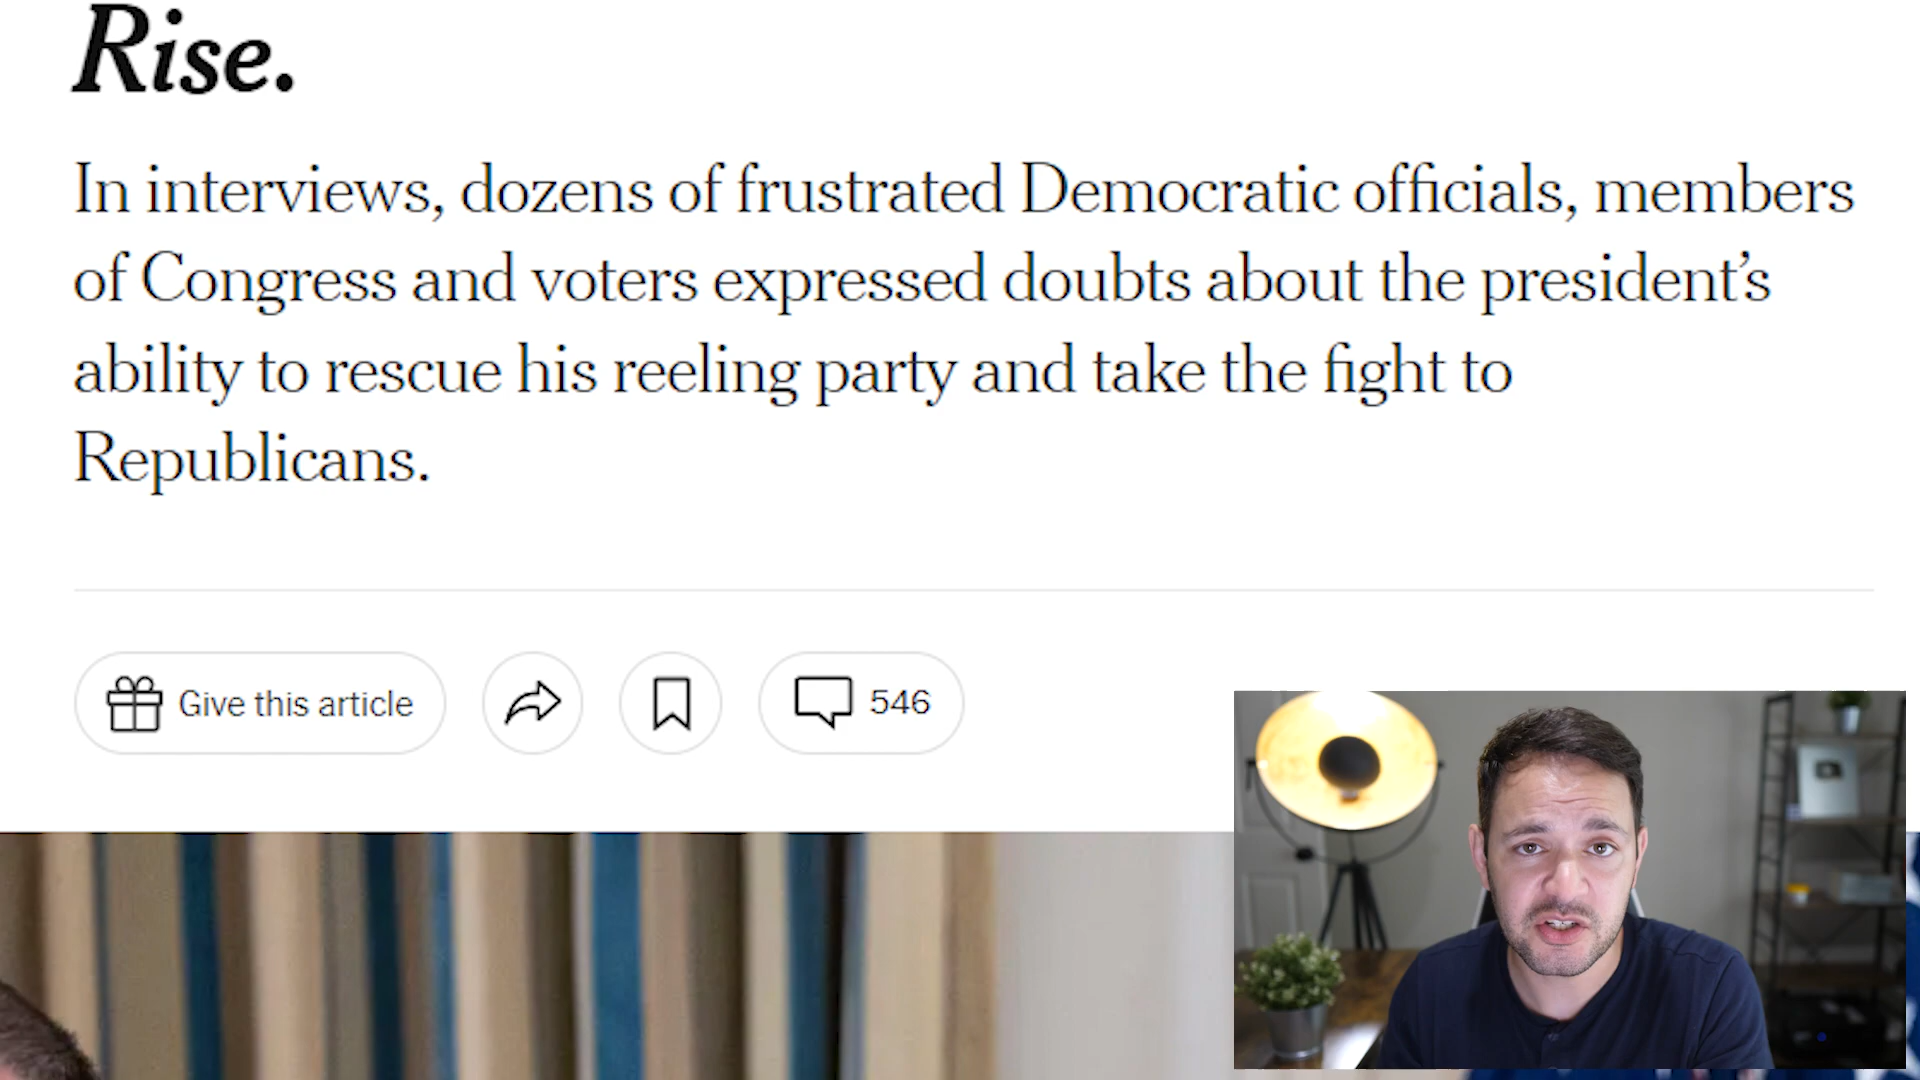 Rise.
In interviews, dozens of frustrated Democratic officials, members
of Congress and voters expressed doubts about the president’s
ability to rescue his reeling party and take the fight to
Republicans.
Give this article
546